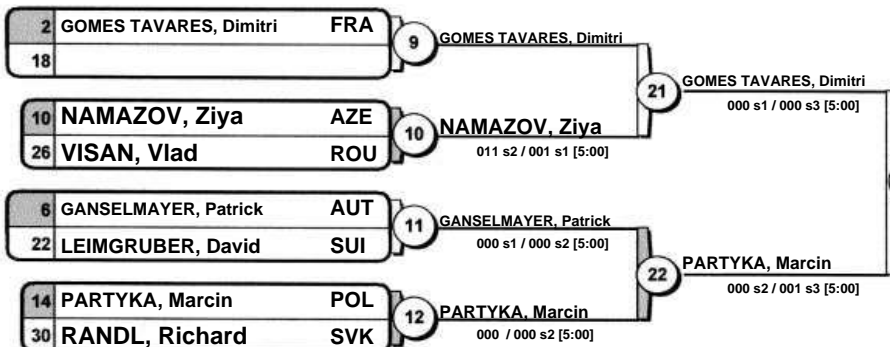 2 GOMES TAVARES, Dimitri FRA
18
9
GOMES TAVARES, Dimitri
10 NAMAZOV, Ziya AZE
26 VISAN, Vlad ROU
10
NAMAZOV, Ziya
011 s2 / 001 s1 [5:00]
21
GOMES TAVARES, Dimitri
000 s1 / 000 s3 [5:00]
6 GANSELMAYER, Patrick AUT
22 LEIMGRUBER, David SUI
11
GANSELMAYER, Patrick
000 s1 / 000 s2 [5:00]
14 PARTYKA, Marcin POL
30 RANDL, Richard SVK
12
PARTYKA, Marcin
000 / 000 s2 [5:00]
22
PARTYKA, Marcin
000 s2 / 001 s3 [5:00]